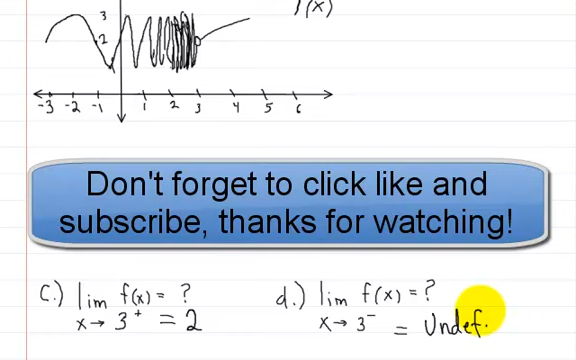 f(x)
3
2
-3 -2 -1 1 2 3 4 5 6
Don't forget to click like and
subscribe, thanks for watching!
c.) lim f(x) = ? d.) lim f(x) = ?
x→3⁺ = 2 x→3⁻ = Undef.